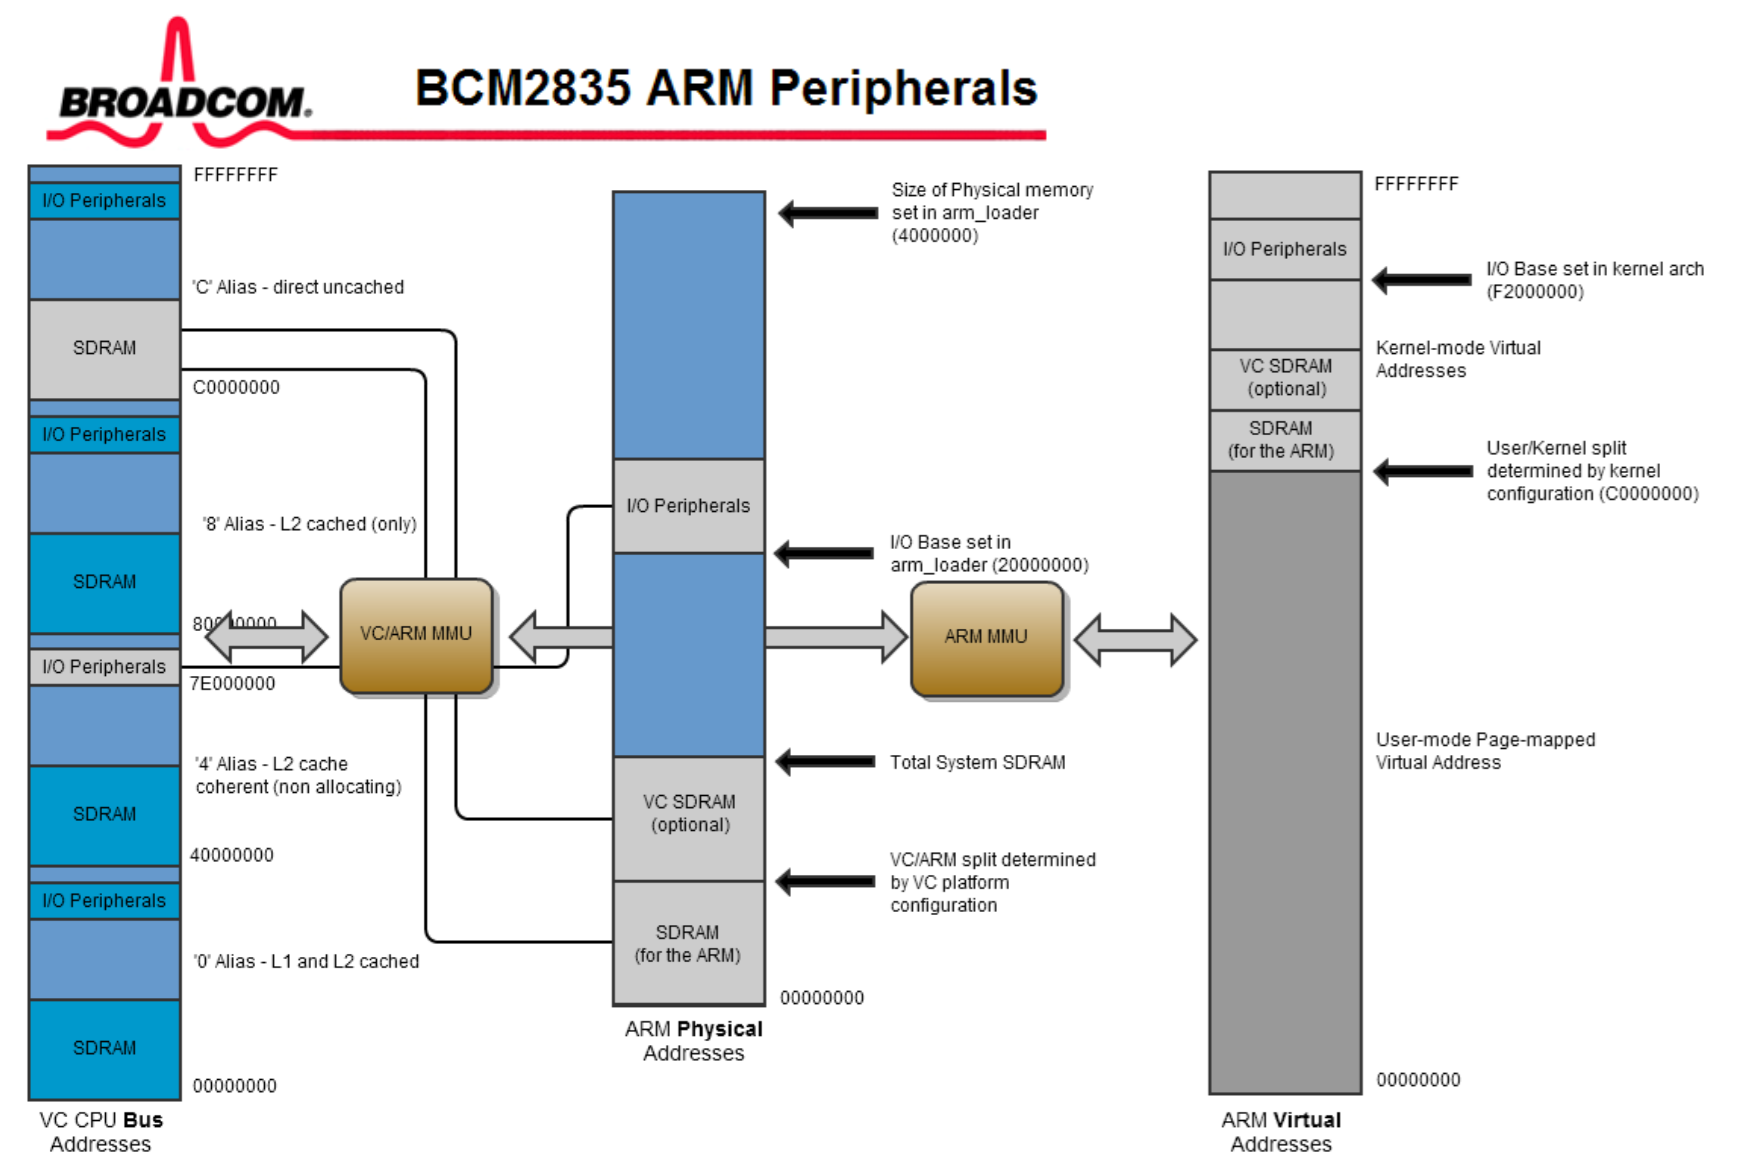 BROADCOM.
BCM2835 ARM Peripherals
FFFFFFFF
I/O Peripherals
'C' Alias - direct uncached
SDRAM
C0000000
I/O Peripherals
'8' Alias - L2 cached (only)
SDRAM
80000000
I/O Peripherals
7E000000
'4' Alias - L2 cache
coherent (non allocating)
SDRAM
40000000
I/O Peripherals
'0' Alias - L1 and L2 cached
SDRAM
00000000
VC CPU Bus
Addresses
VC/ARM MMU
Size of Physical memory
set in arm_loader
(4000000)
I/O Peripherals
I/O Base set in
arm_loader (20000000)
Total System SDRAM
VC SDRAM
(optional)
VC/ARM split determined
by VC platform
configuration
SDRAM
(for the ARM)
00000000
ARM Physical
Addresses
ARM MMU
FFFFFFFF
I/O Peripherals
I/O Base set in kernel arch
(F2000000)
Kernel-mode Virtual
Addresses
VC SDRAM
(optional)
SDRAM
(for the ARM)
User/Kernel split
determined by kernel
configuration (C0000000)
User-mode Page-mapped
Virtual Address
00000000
ARM Virtual
Addresses